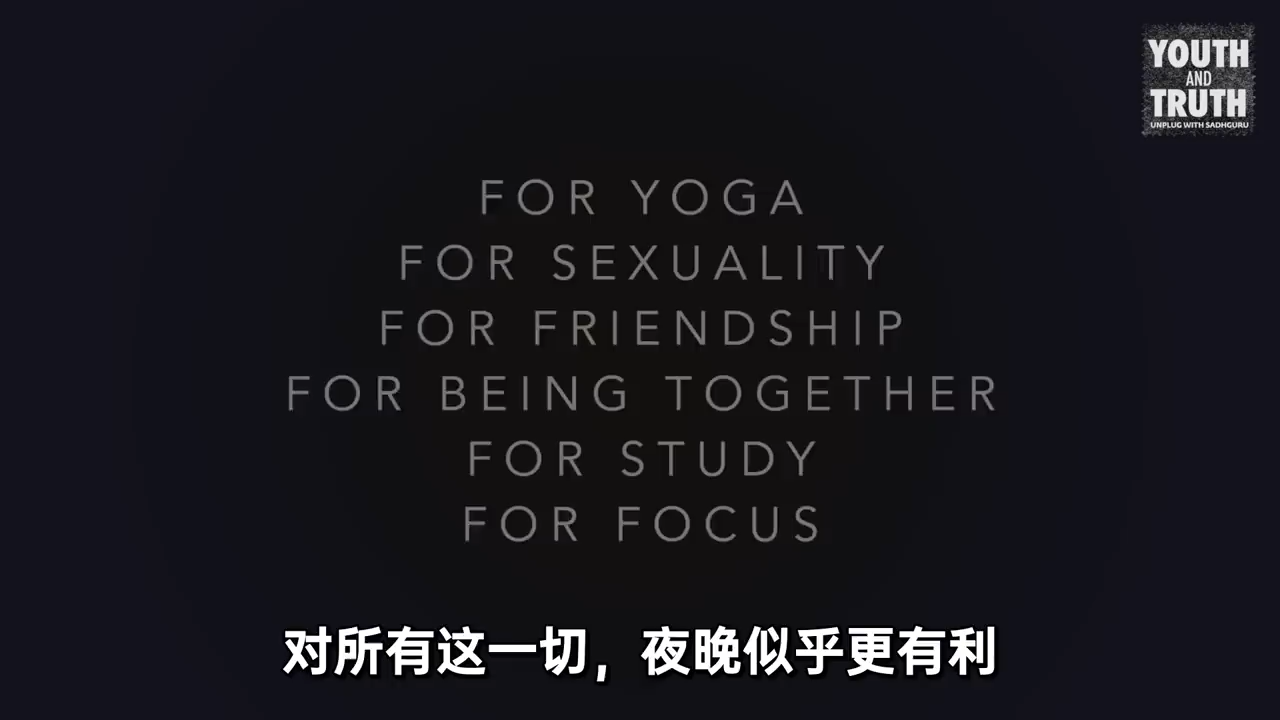 YOUTH
AND
TRUTH
UNPLUG WITH SADHGURU
FOR YOGA
FOR SEXUALITY
FOR FRIENDSHIP
FOR BEING TOGETHER
FOR STUDY
FOR FOCUS
对所有这一切，夜晚似乎更有利